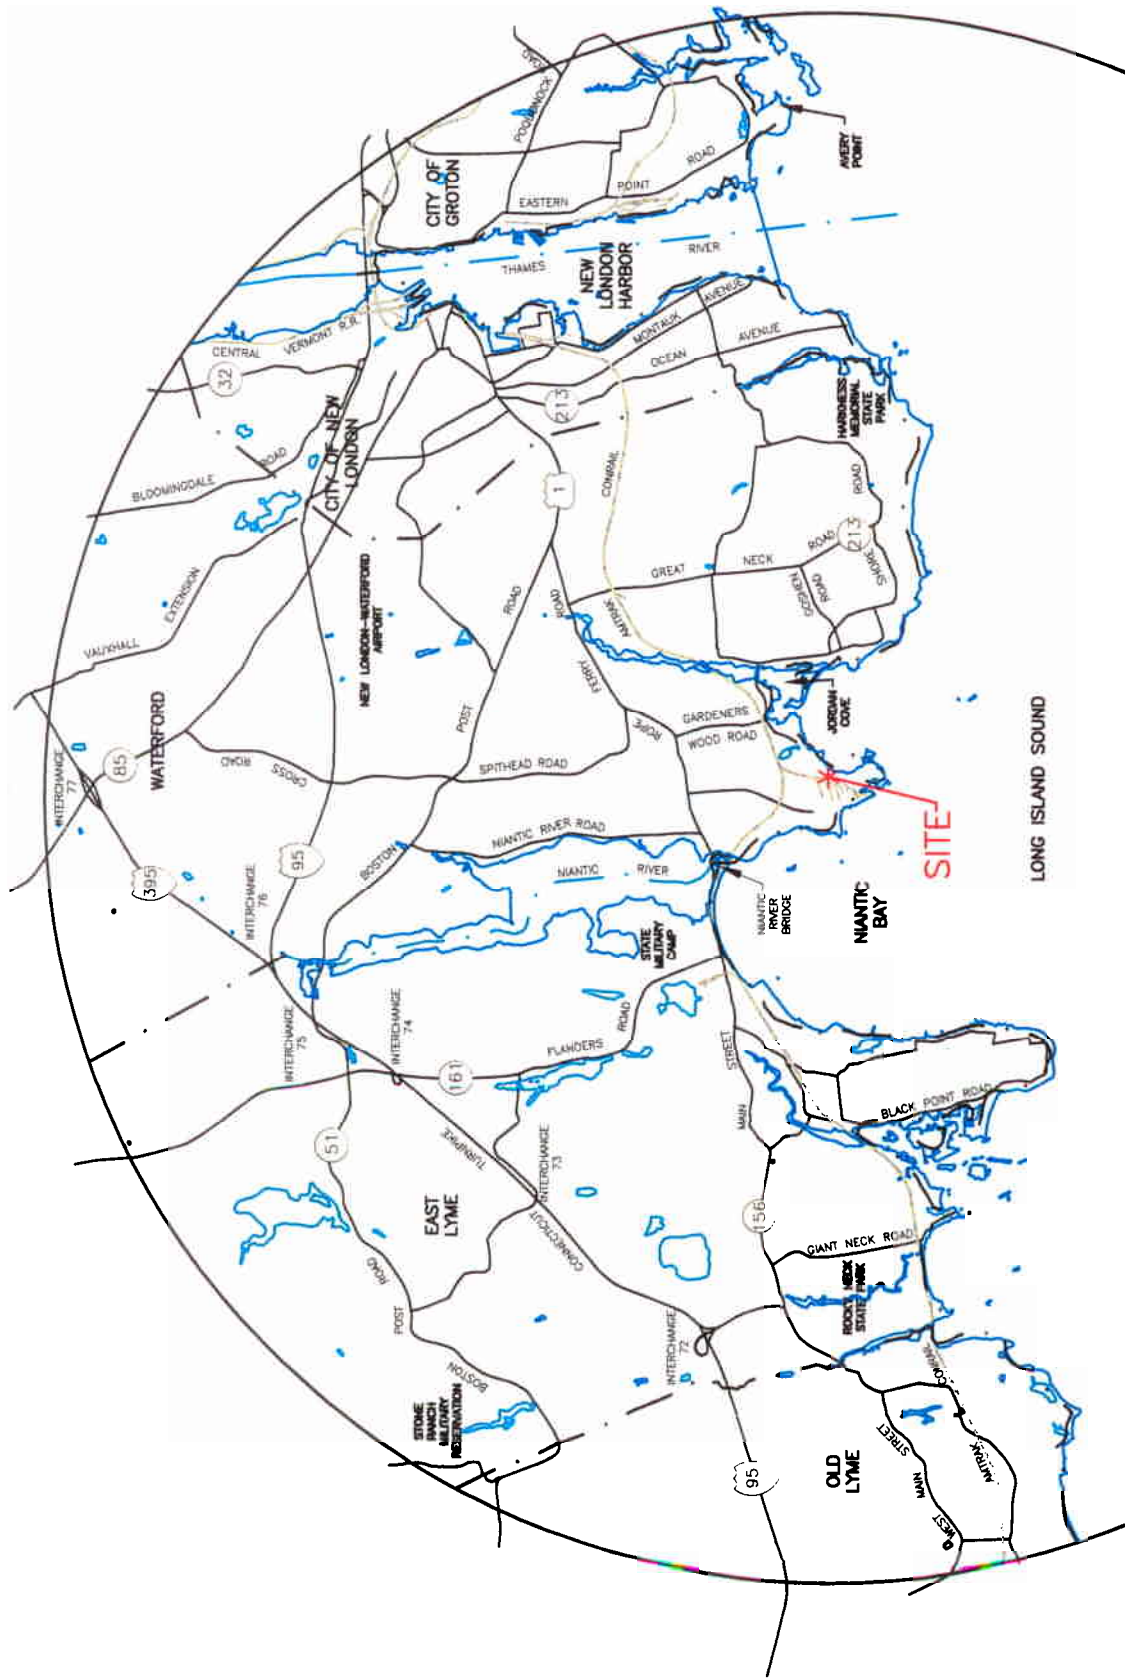 POQUONNOCK ROAD
CITY OF
GROTON
EASTERN
POINT
ROAD
AVERY
POINT
THAMES
RIVER
NEW
LONDON
HARBOR
CENTRAL
VERMONT R.R.
32
MONTAUK
AVENUE
OCEAN
AVENUE
213
HARKNESS
MEMORIAL
STATE
PARK
CITY OF NEW
LONDON
BLOOMINGDALE
ROAD
1
CONRAIL
VAUXHALL
EXTENSION
NEW LONDON-WATERFORD
AIRPORT
ROAD
ROAD
GREAT
NECK
ROAD
SHORE
ROAD
213
GOSHEN
ROAD
AMTRAK
WATERFORD
85
INTERCHANGE
77
CROSS
ROAD
POST
FERRY
ROPE
SPITHEAD ROAD
GARDENERS
WOOD ROAD
JORDAN
COVE
395
95
INTERCHANGE
76
BOSTON
NIANTIC RIVER ROAD
NIANTIC
RIVER
SITE
LONG ISLAND SOUND
NIANTIC
RIVER
BRIDGE
NIANTIC
BAY
STATE
MILITARY
CAMP
INTERCHANGE
75
INTERCHANGE
74
161
FLANDERS
ROAD
STREET
MAIN
BLACK POINT ROAD
51
TURNPIKE
INTERCHANGE
73
EAST
LYME
CONNECTICUT
156
GIANT NECK ROAD
ROCKY NECK
STATE PARK
ROAD
POST
BOSTON
STONE
RANCH
MILITARY
RESERVATION
INTERCHANGE
72
95
OLD
LYME
CONRAIL
AMTRAK
STREET
MAIN
WEST